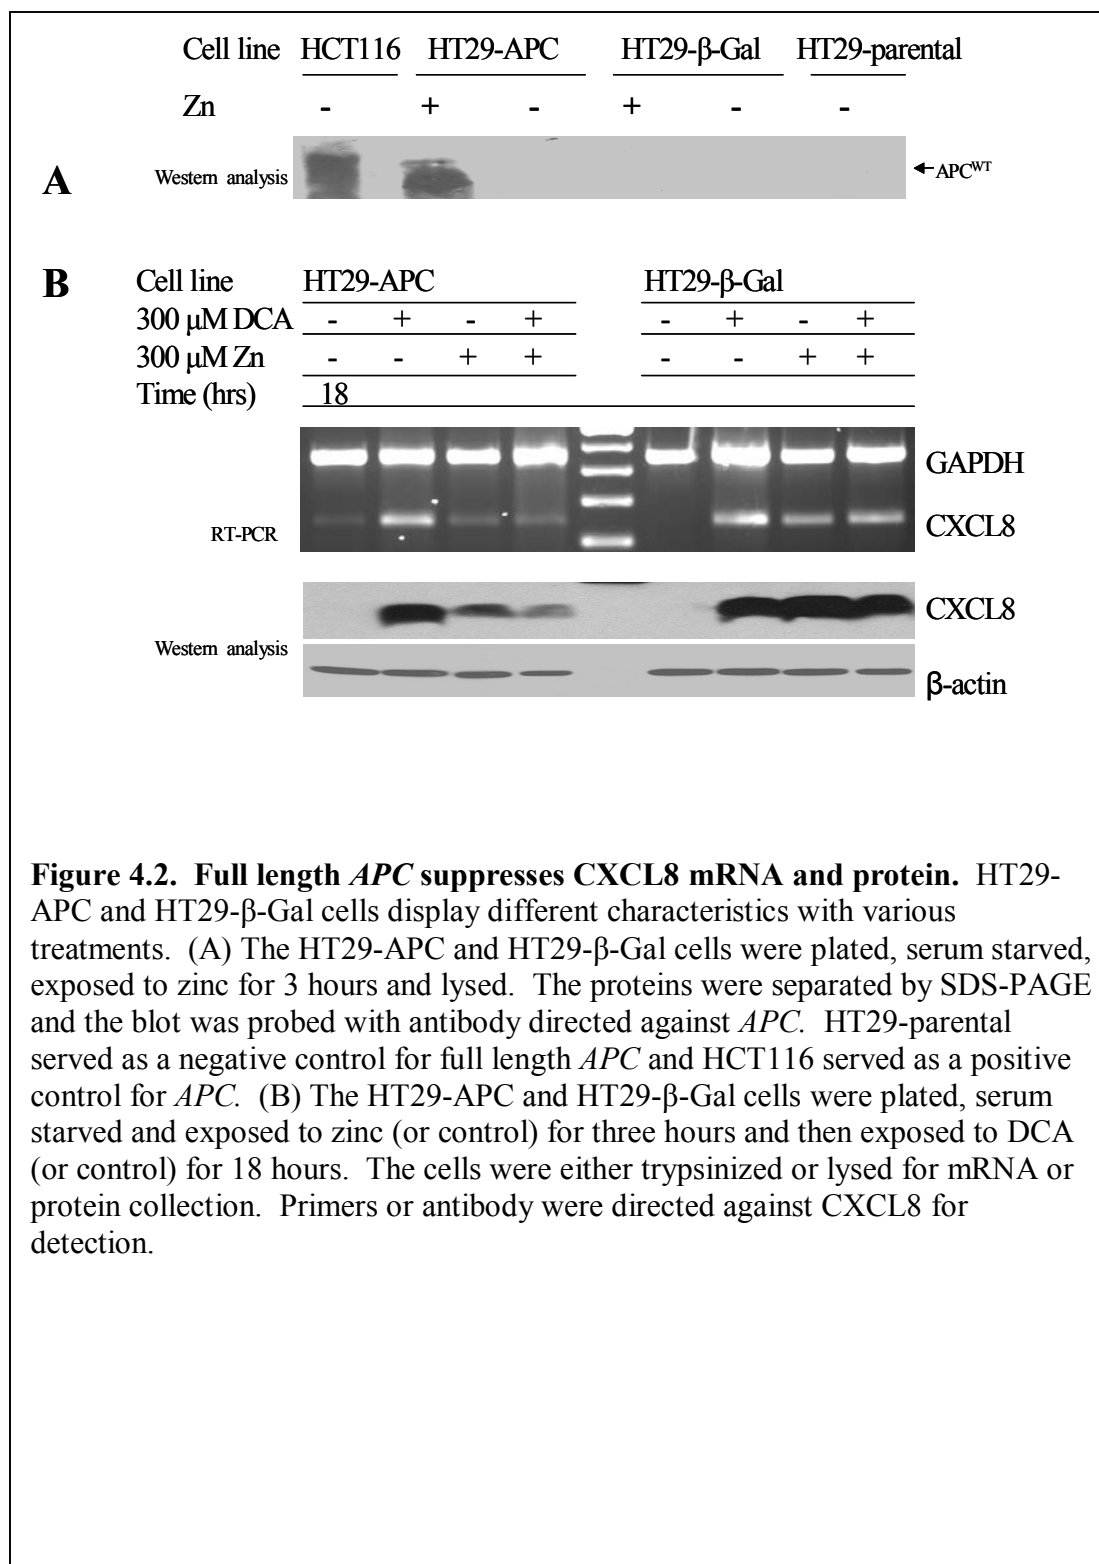 Cell line HCT116 HT29-APC HT29-β-Gal HT29-parental
Zn - + - + - -
A Western analysis ←APCWT
B Cell line HT29-APC HT29-β-Gal
300 μM DCA - + - + - + - +
300 μM Zn - - + + - - + +
Time (hrs) 18
GAPDH
RT-PCR CXCL8
CXCL8
Western analysis
β-actin
Figure 4.2. Full length APC suppresses CXCL8 mRNA and protein. HT29-
APC and HT29-β-Gal cells display different characteristics with various
treatments. (A) The HT29-APC and HT29-β-Gal cells were plated, serum starved,
exposed to zinc for 3 hours and lysed. The proteins were separated by SDS-PAGE
and the blot was probed with antibody directed against APC. HT29-parental
served as a negative control for full length APC and HCT116 served as a positive
control for APC. (B) The HT29-APC and HT29-β-Gal cells were plated, serum
starved and exposed to zinc (or control) for three hours and then exposed to DCA
(or control) for 18 hours. The cells were either trypsinized or lysed for mRNA or
protein collection. Primers or antibody were directed against CXCL8 for
detection.